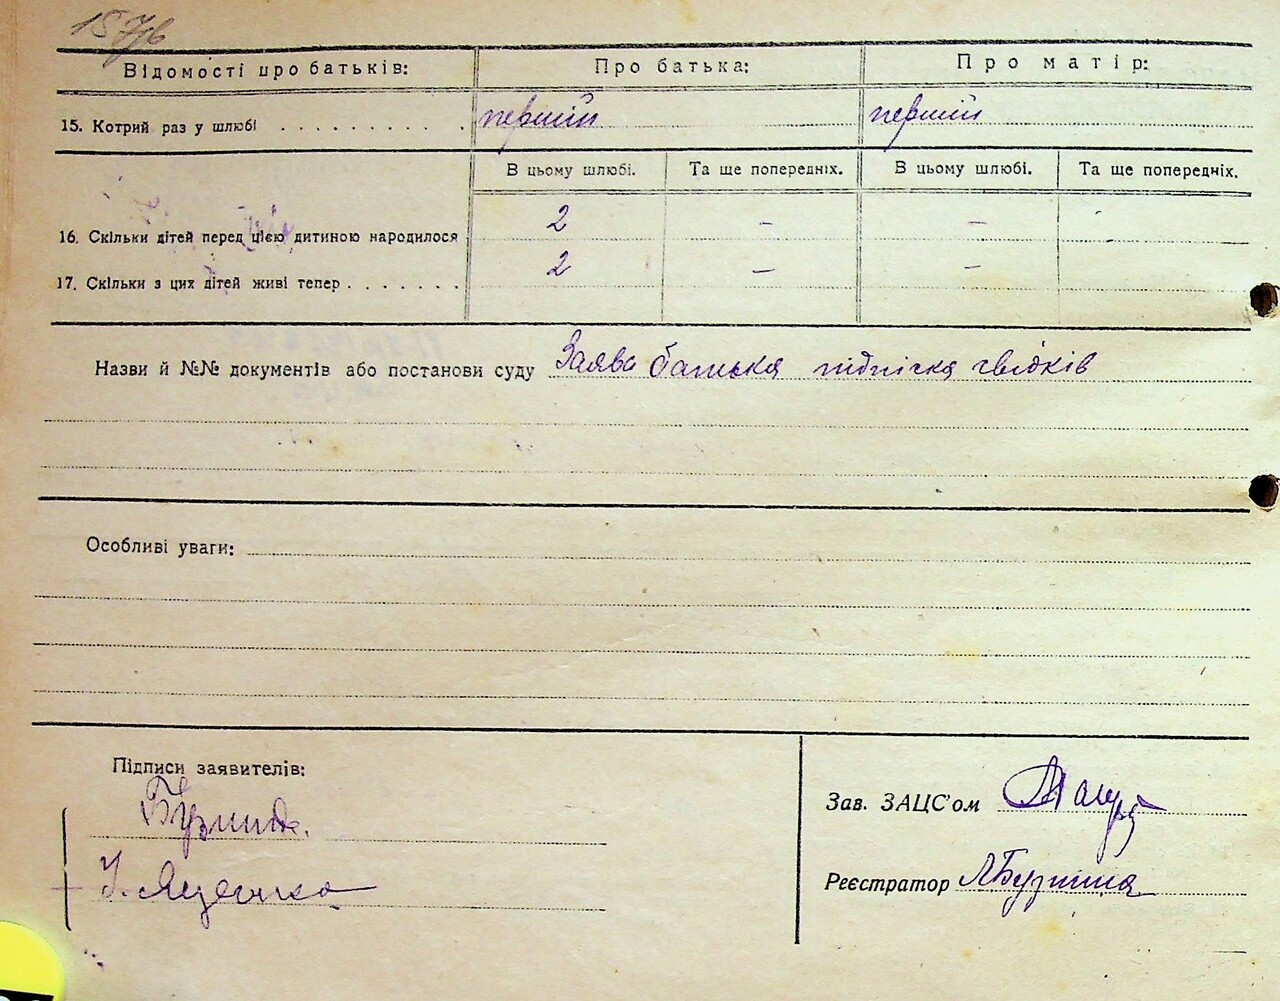 157в
Відомості про батьків: Про батька: Про матір:
15. Котрий раз у шлюбі . . . . . . . . . . перший перший
В цьому шлюбі. Та ще попередніх. В цьому шлюбі. Та ще попередніх.
16. Скільки дітей перед цією дитиною народилося 2 – – -
17. Скільки з цих дітей живі тепер . . . . . . . 2 – –
Назви й №№ документів або постанови суду Заява батька підпіска свідків
Особливі уваги:
Підписи заявителів:
Зав. ЗАЦС'ом
Реєстратор